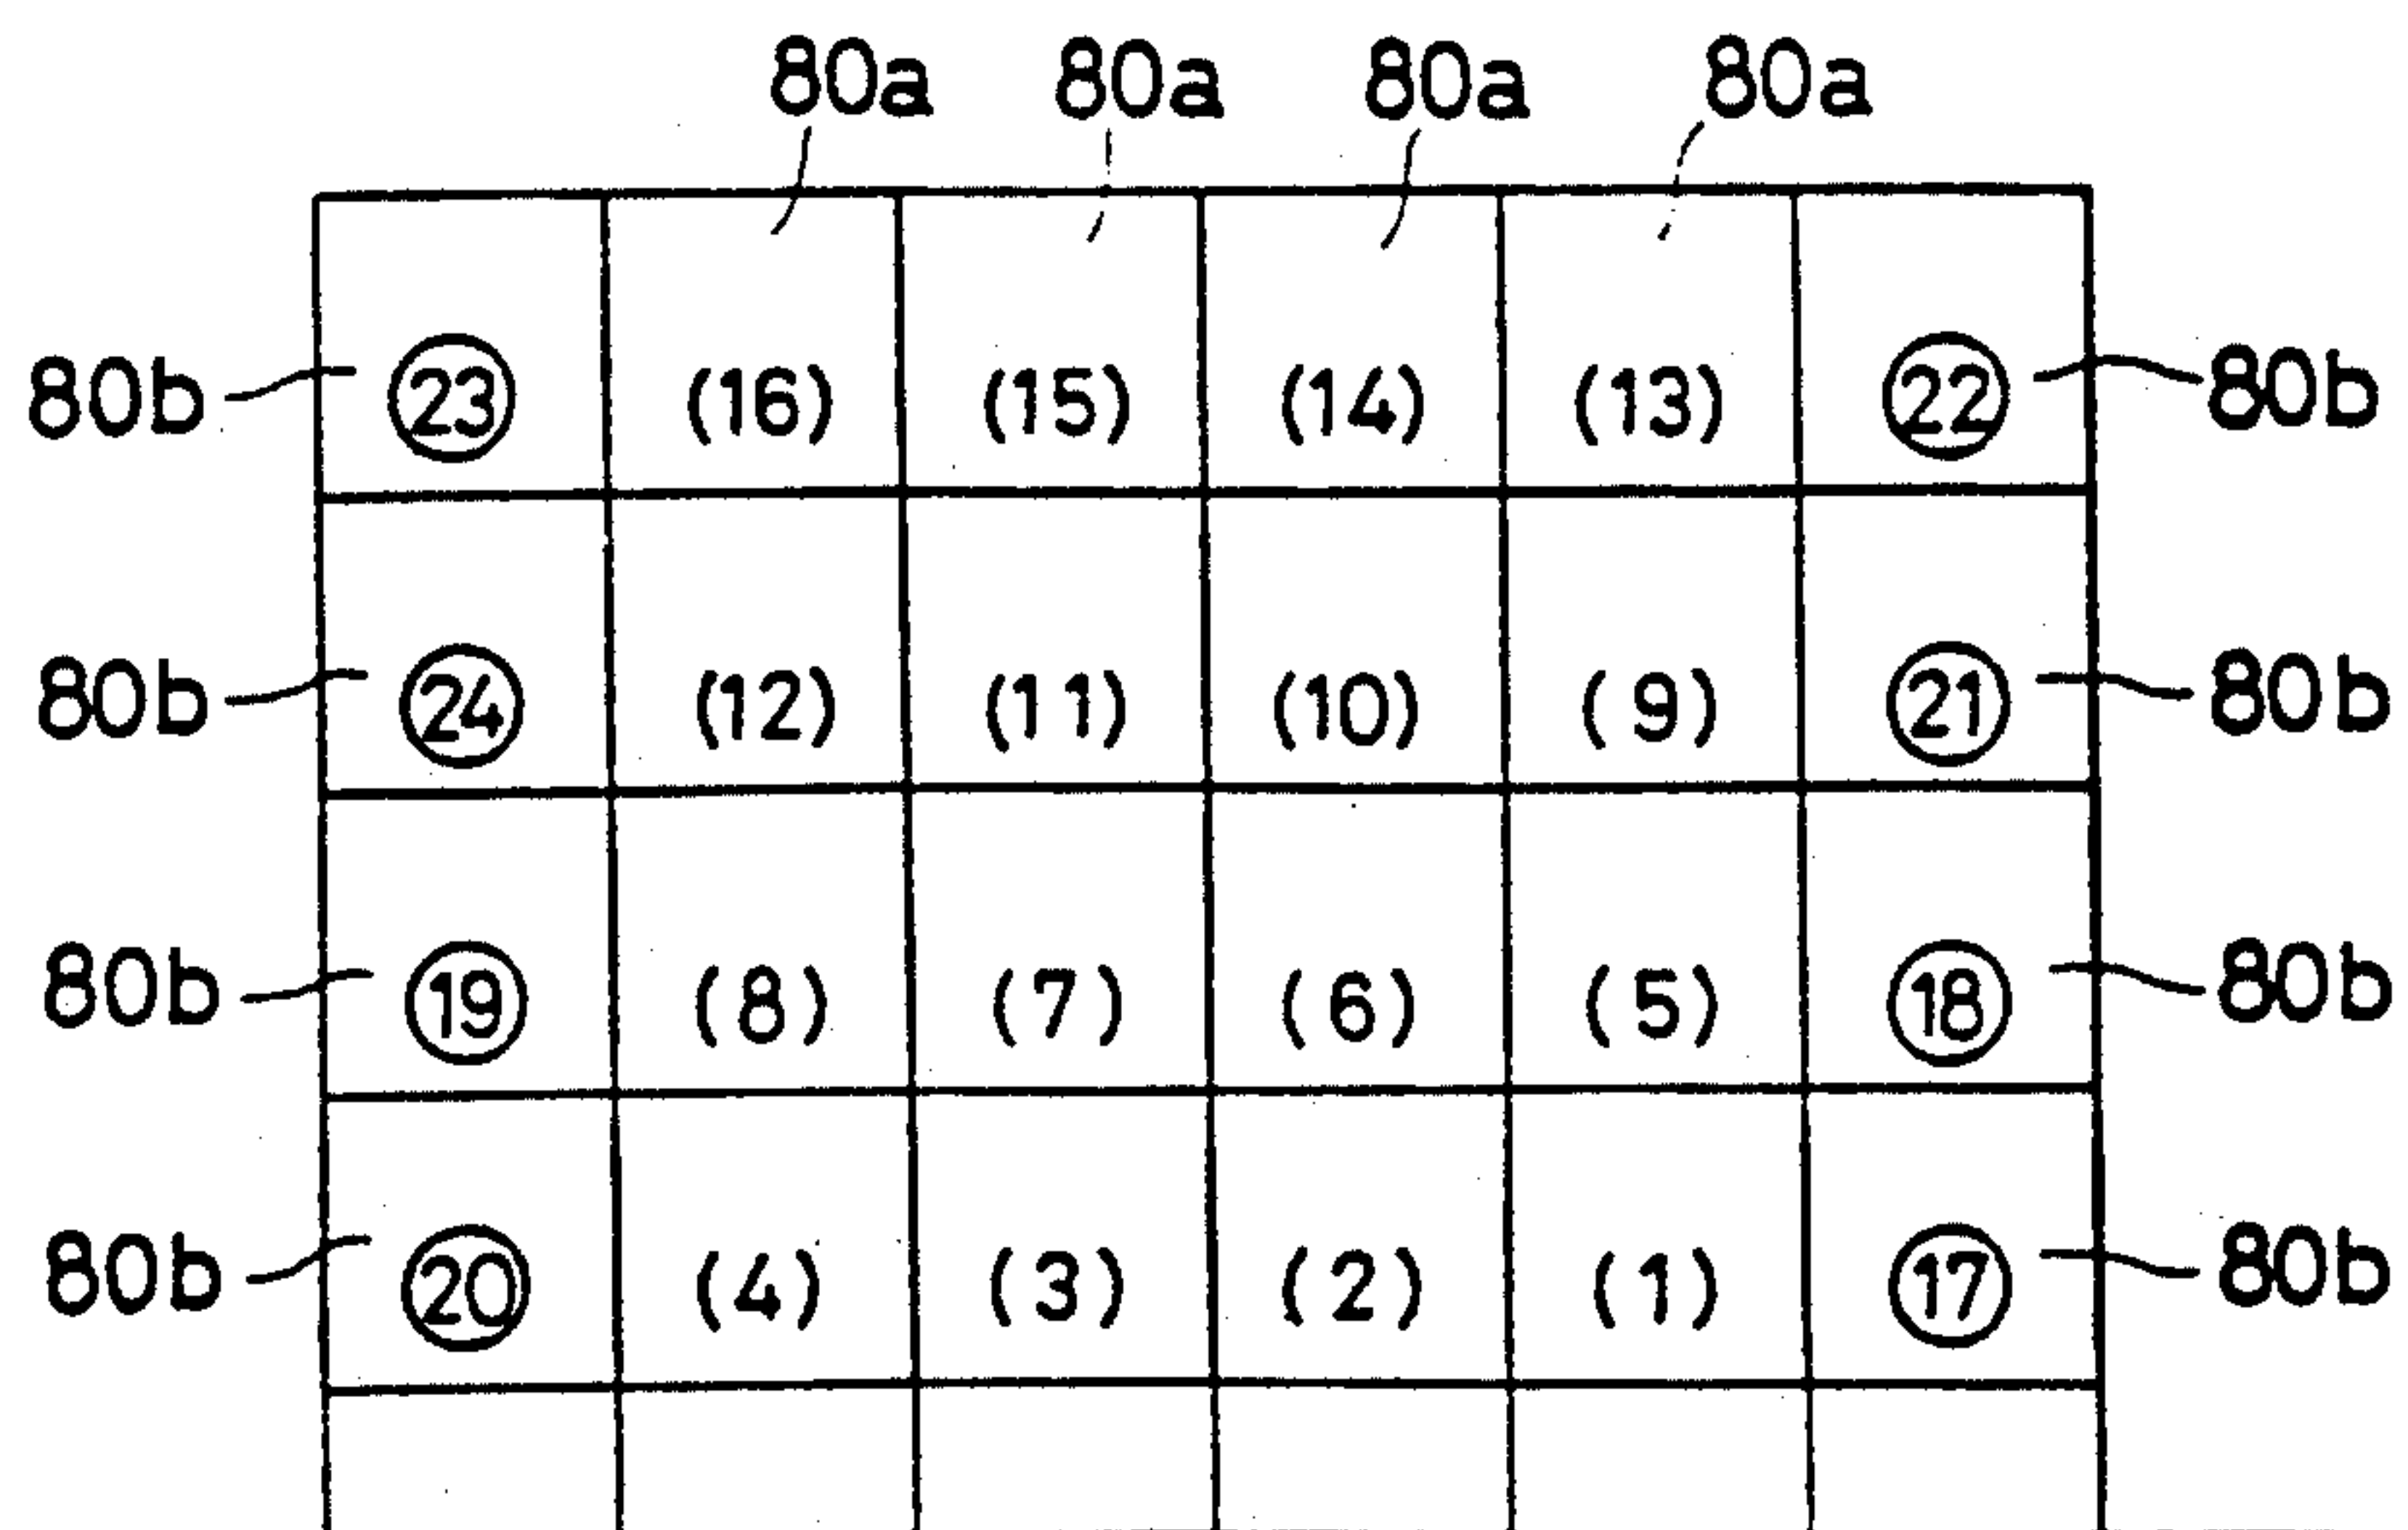 80a 80a 80a 80a
80b (23) (16) (15) (14) (13) (22) 80b
80b (24) (12) (11) (10) (9) (21) 80b
80b (19) (8) (7) (6) (5) (18) 80b
80b (20) (4) (3) (2) (1) (17) 80b